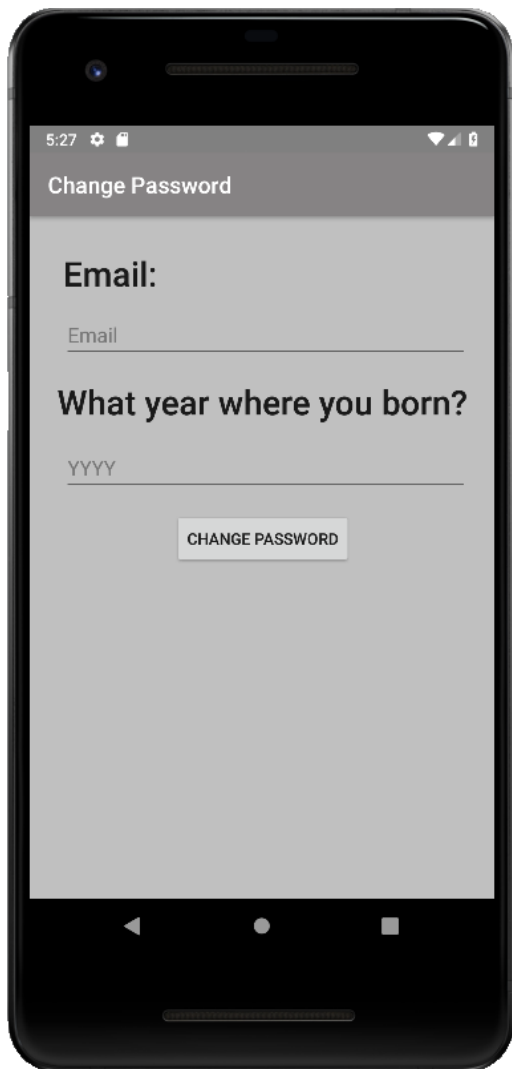 5:27
Change Password
Email:
Email
What year where you born?
YYYY
CHANGE PASSWORD